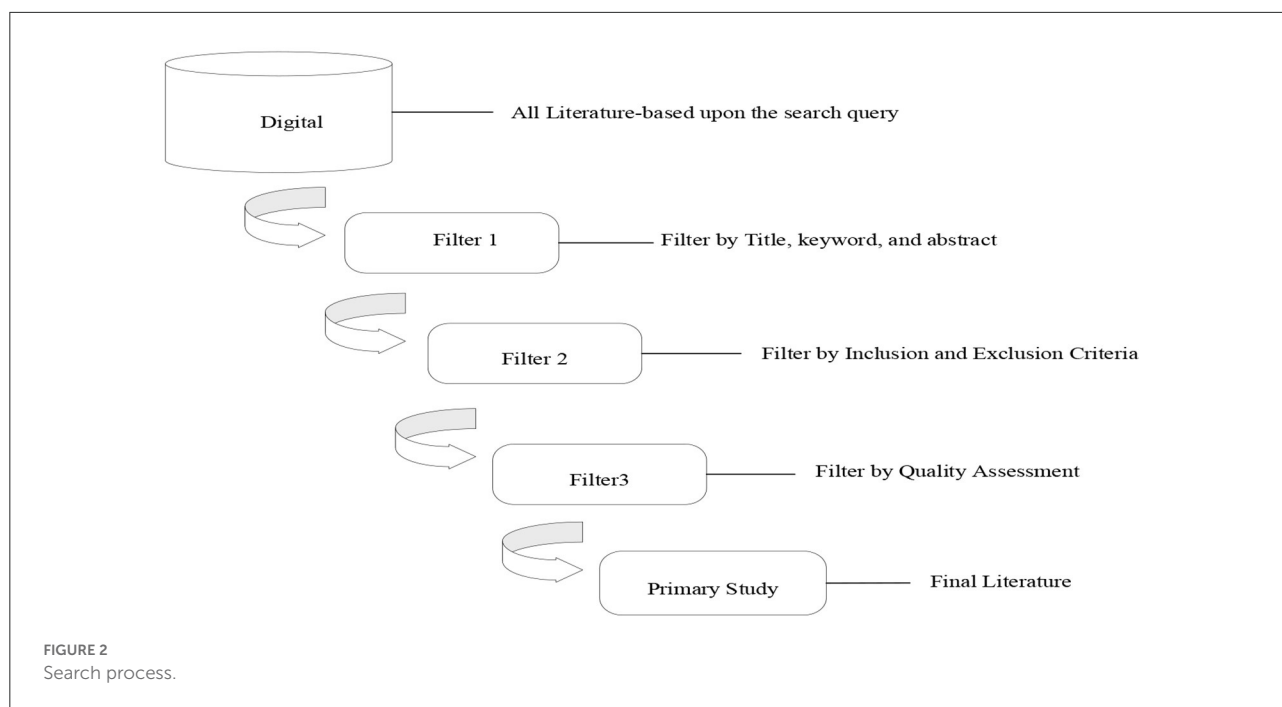 Digital
All Literature-based upon the search query
Filter 1
Filter by Title, keyword, and abstract
Filter 2
Filter by Inclusion and Exclusion Criteria
Filter3
Filter by Quality Assessment
Primary Study
Final Literature
FIGURE 2
Search process.